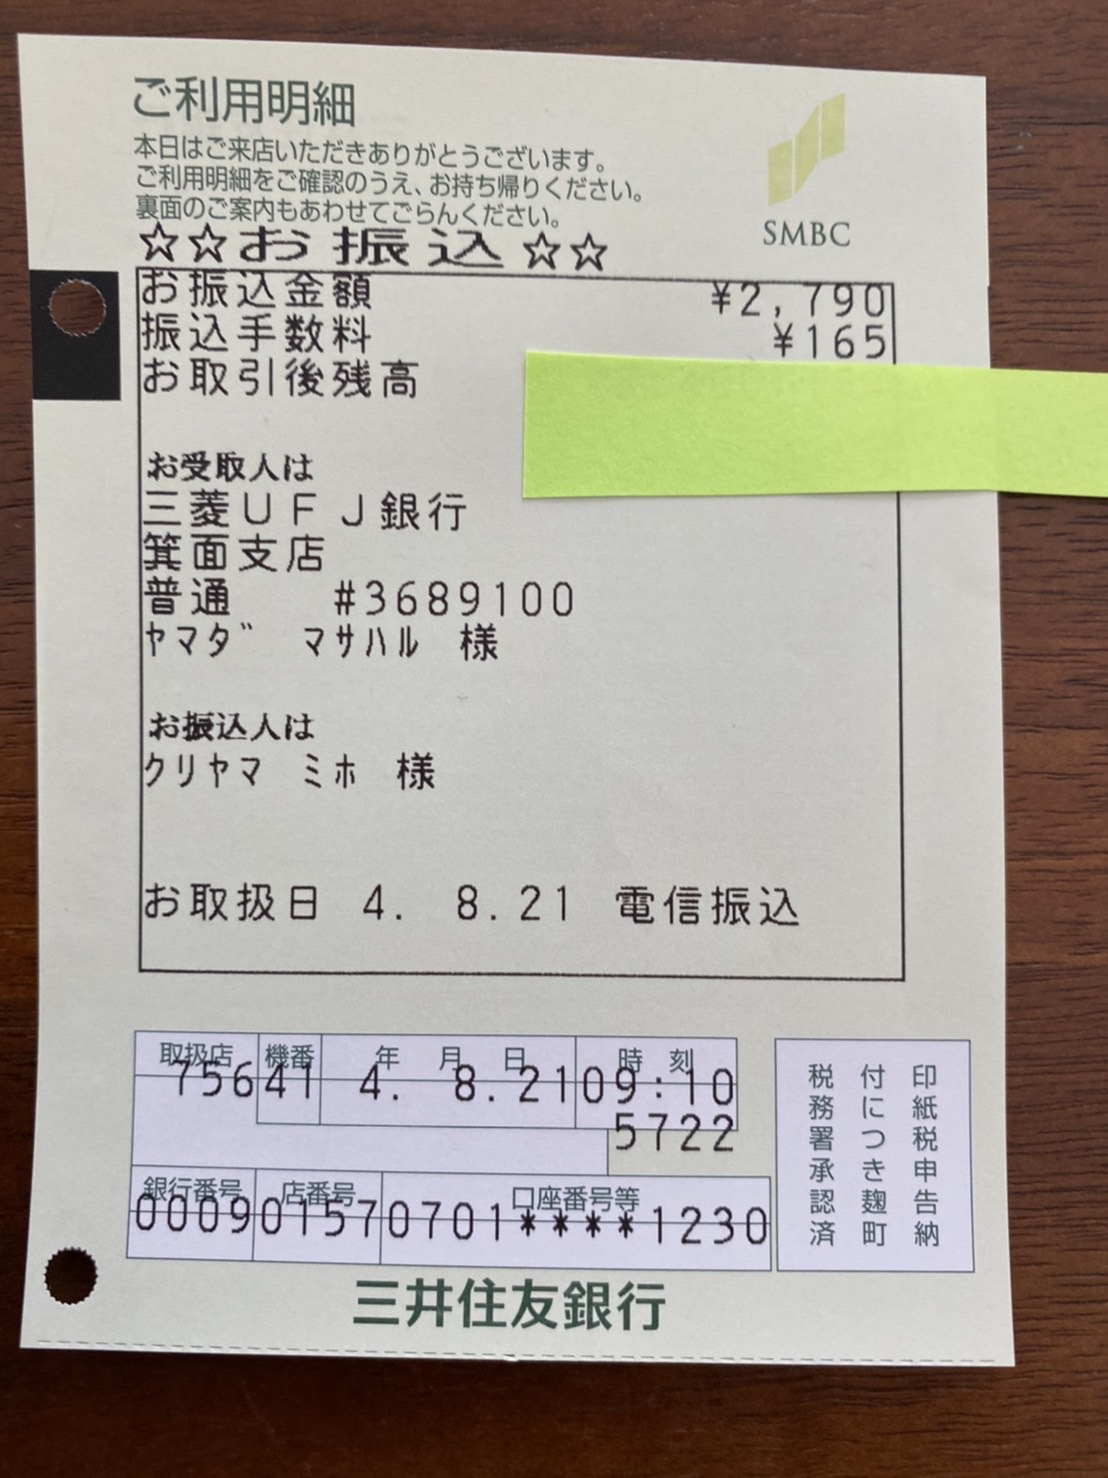 ご利用明細
本日はご来店いただきありがとうございます。
ご利用明細をご確認のうえ、お持ち帰りください。
裏面のご案内もあわせてごらんください。
SMBC
☆☆お振込☆☆
お振込金額 ¥2,790
振込手数料 ¥165
お取引後残高
お受取人は
三菱UFJ銀行
箕面支店
普通 #3689100
ﾔﾏﾀﾞ ﾏｻﾊﾙ 様
お振込人は
ｸﾘﾔﾏ ﾐﾎ 様
お取扱日 4. 8.21 電信振込
取扱店 機番 年 月 日 時刻
756 41 4. 8.21 09:10
5722
銀行番号 店番号 口座番号等
0009 0157 0701****1230
印紙税申告納
付につき麹町
税務署承認済
三井住友銀行